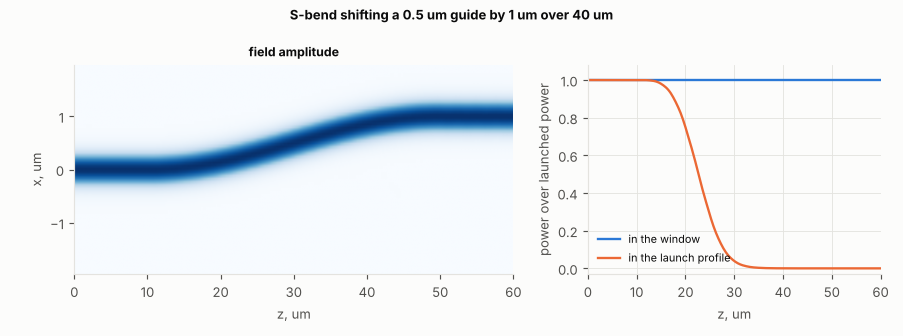 S-bend shifting a 0.5 um guide by 1 um over 40 um
field amplitude
x, um
1
0
−1
0 10 20 30 40 50 60
z, um
power over launched power
1.0
0.8
0.6
0.4
0.2
0.0
in the window
in the launch profile
0 10 20 30 40 50 60
z, um